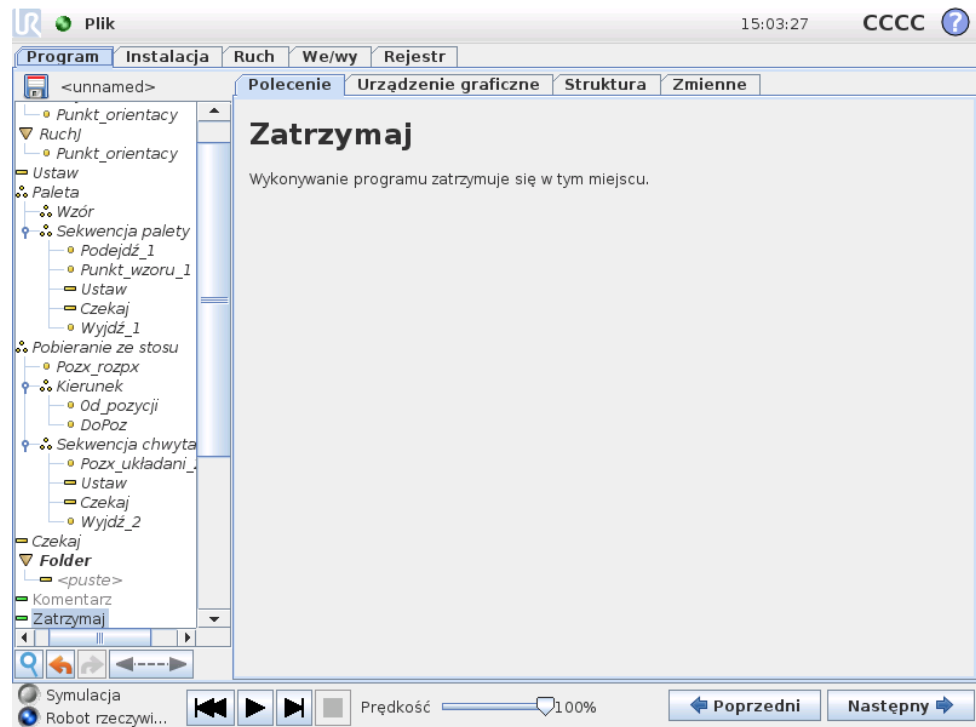 UR Plik 15:03:27 CCCC ?
Program Instalacja Ruch We/wy Rejestr
<unnamed>
Polecenie Urządzenie graficzne Struktura Zmienne
Punkt_orientacy
RuchJ
Punkt_orientacy
Ustaw
Paleta
Wzór
Sekwencja palety
Podejdź_1
Punkt_wzoru_1
Ustaw
Czekaj
Wyjdź_1
Pobieranie ze stosu
Pozx_rozpx
Kierunek
Od_pozycji
DoPoz
Sekwencja chwyta
Pozx_układani_
Ustaw
Czekaj
Wyjdź_2
Czekaj
Folder
<puste>
Komentarz
Zatrzymaj
Zatrzymaj
Wykonywanie programu zatrzymuje się w tym miejscu.
Symulacja
Robot rzeczywi...
Prędkość 100%
Poprzedni Następny